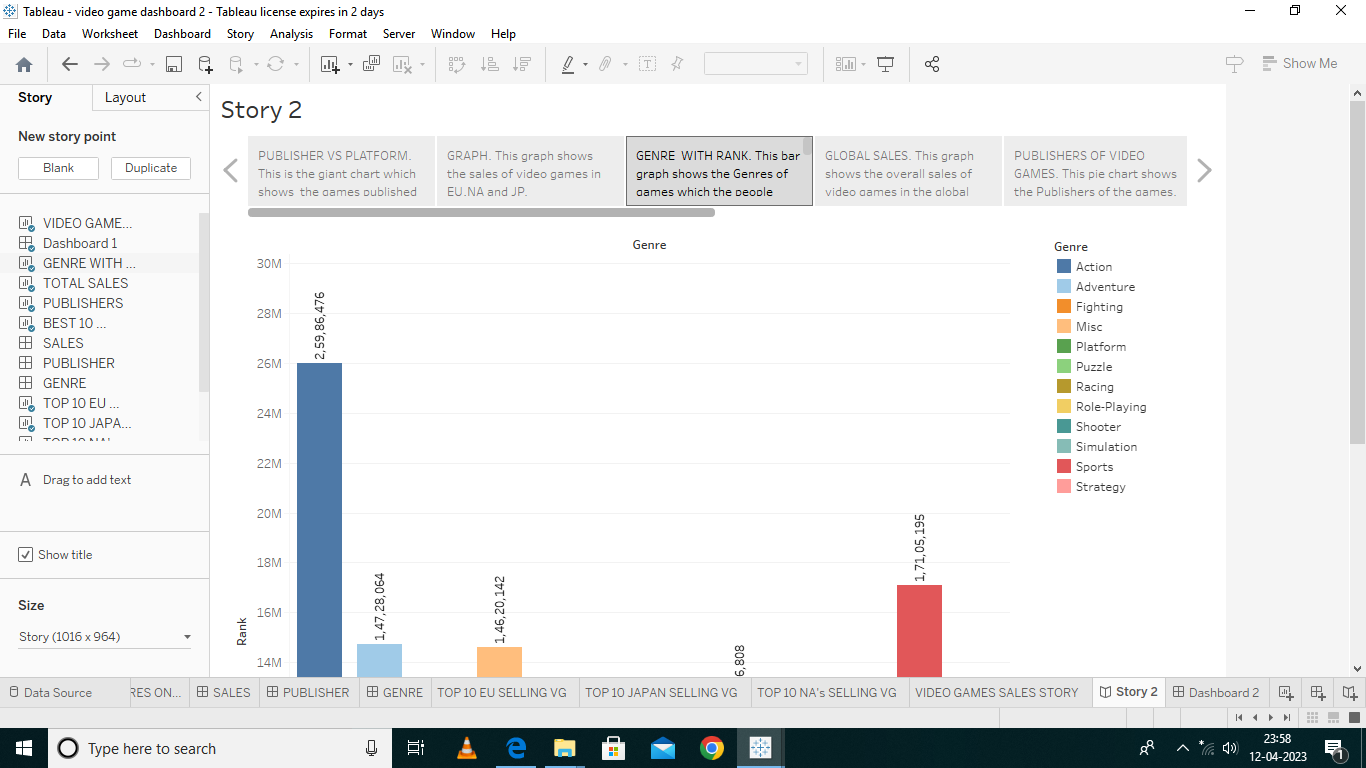 Tableau - video game dashboard 2 - Tableau license expires in 2 days
File Data Worksheet Dashboard Story Analysis Format Server Window Help
Show Me
Story Layout
New story point
Blank Duplicate
VIDEO GAME...
Dashboard 1
GENRE WITH ...
TOTAL SALES
PUBLISHERS
BEST 10 ...
SALES
PUBLISHER
GENRE
TOP 10 EU ...
TOP 10 JAPA...
A Drag to add text
Show title
Size
Story (1016 x 964)
Story 2
PUBLISHER VS PLATFORM.
This is the giant chart which
shows the games published
GRAPH. This graph shows
the sales of video games in
EU,NA and JP.
GENRE WITH RANK. This bar
graph shows the Genres of
games which the people
GLOBAL SALES. This graph
shows the overall sales of
video games in the global
PUBLISHERS OF VIDEO
GAMES. This pie chart shows
the Publishers of the games.
Genre
30M
28M
26M
24M
22M
20M
18M
16M
14M
Rank
2,59,86,476
1,47,28,064
1,46,20,142
6,808
1,71,05,195
Genre
Action
Adventure
Fighting
Misc
Platform
Puzzle
Racing
Role-Playing
Shooter
Simulation
Sports
Strategy
Data Source RES ON... SALES PUBLISHER GENRE TOP 10 EU SELLING VG TOP 10 JAPAN SELLING VG TOP 10 NA's SELLING VG VIDEO GAMES SALES STORY Story 2 Dashboard 2
Type here to search
23:58
12-04-2023
1